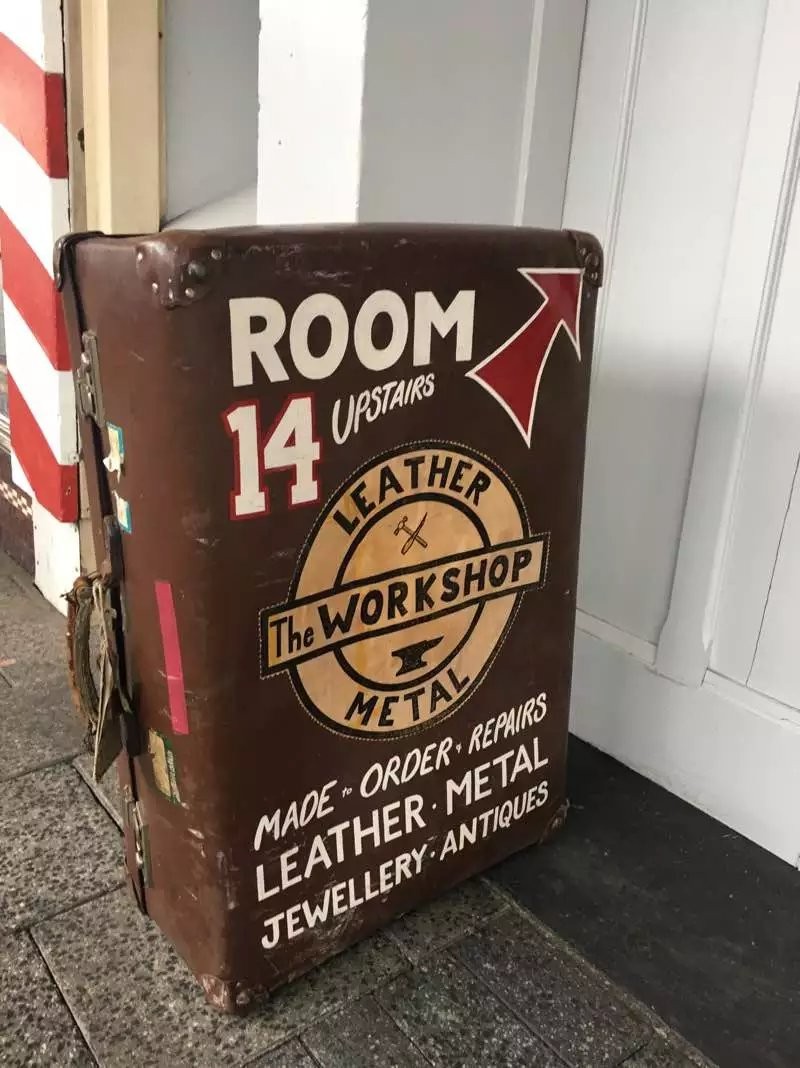 ROOM
14 UPSTAIRS
LEATHER
The WORKSHOP
METAL
MADE to ORDER · REPAIRS
LEATHER · METAL
JEWELLERY · ANTIQUES